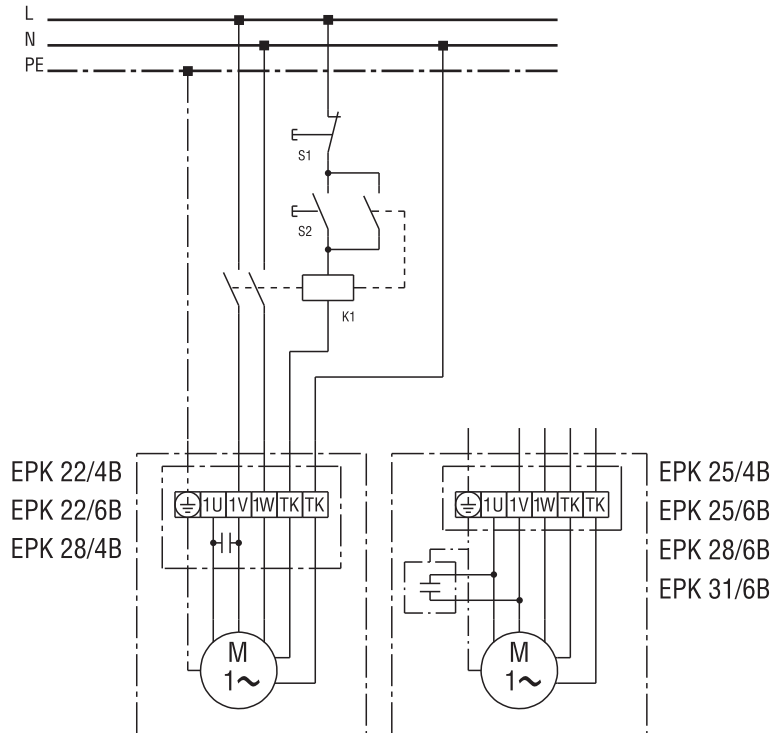 L
N
PE
S1
S2
K1
EPK 22/4B
EPK 22/6B
EPK 28/4B
1U 1V 1W TK TK
M
1~
1U 1V 1W TK TK
M
1~
EPK 25/4B
EPK 25/6B
EPK 28/6B
EPK 31/6B